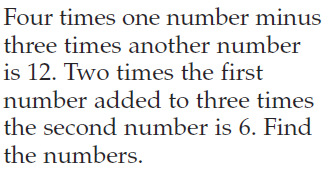 Four times one number minus
three times another number
is 12. Two times the first
number added to three times
the second number is 6. Find
the numbers.